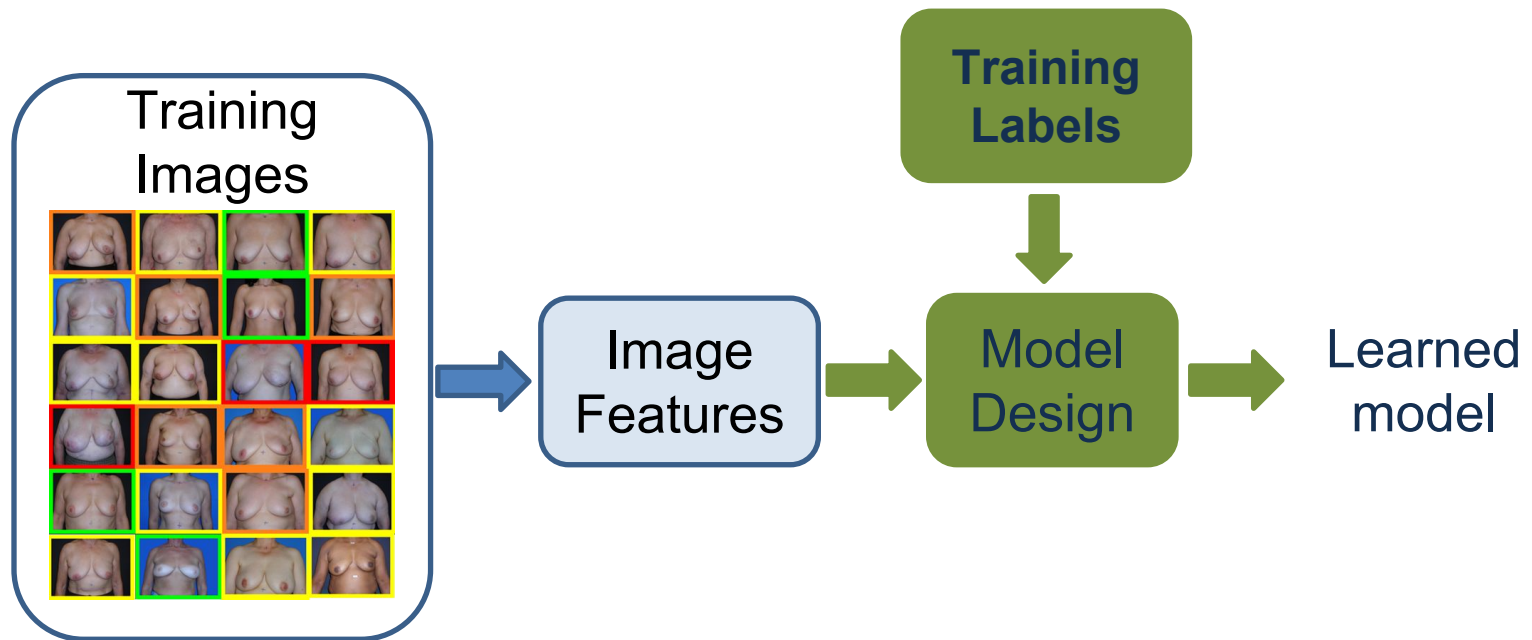 Training
Images
Training
Labels
Image
Features
Model
Design
Learned
model